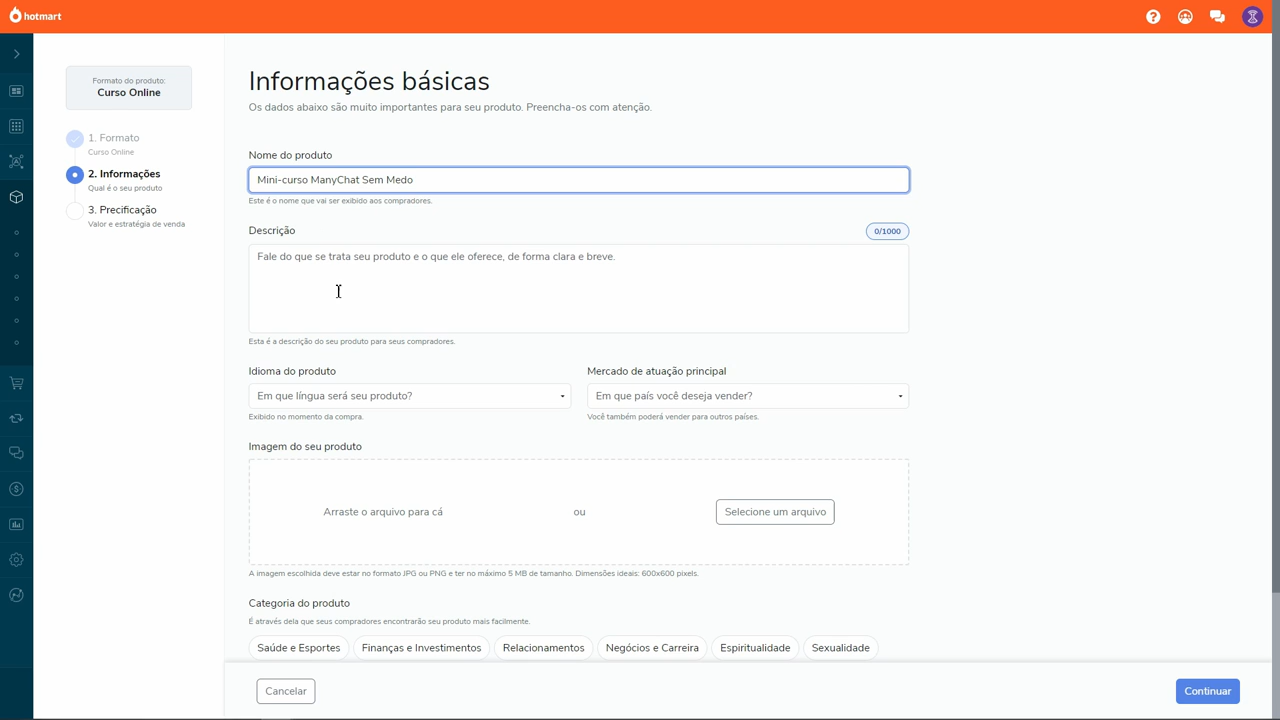 hotmart
Formato do produto:
Curso Online
1. Formato
Curso Online
2. Informações
Qual é o seu produto
3. Precificação
Valor e estratégia de venda
Informações básicas
Os dados abaixo são muito importantes para seu produto. Preencha-os com atenção.
Nome do produto
Mini-curso ManyChat Sem Medo
Este é o nome que vai ser exibido aos compradores.
Descrição
0/1000
Fale do que se trata seu produto e o que ele oferece, de forma clara e breve.
Esta é a descrição do seu produto para seus compradores.
Idioma do produto
Mercado de atuação principal
Em que língua será seu produto?
Em que país você deseja vender?
Exibido no momento da compra.
Você também poderá vender para outros países.
Imagem do seu produto
Arraste o arquivo para cá
ou
Selecione um arquivo
A imagem escolhida deve estar no formato JPG ou PNG e ter no máximo 5 MB de tamanho. Dimensões ideais: 600x600 pixels.
Categoria do produto
É através dela que seus compradores encontrarão seu produto mais facilmente.
Saúde e Esportes
Finanças e Investimentos
Relacionamentos
Negócios e Carreira
Espiritualidade
Sexualidade
Cancelar
Continuar